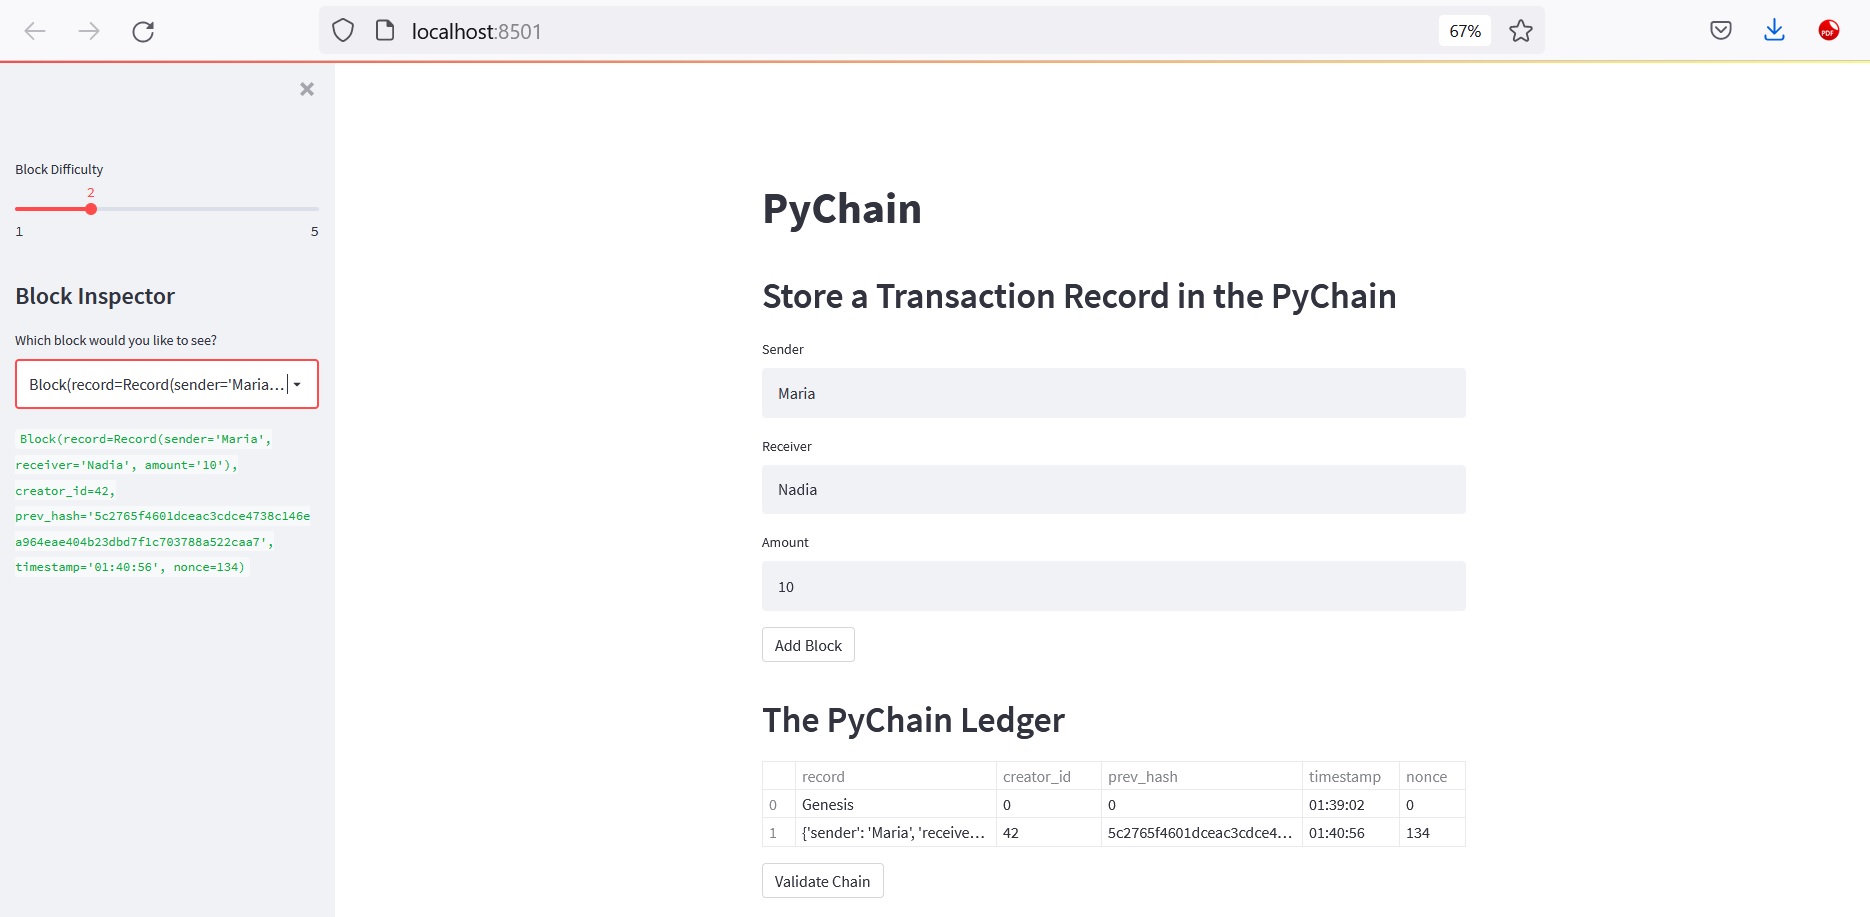 localhost:8501
67%
PDF
Block Difficulty
2
1 5
Block Inspector
Which block would you like to see?
Block(record=Record(sender='Maria...
Block(record=Record(sender='Maria',
receiver='Nadia', amount='10'),
creator_id=42,
prev_hash='5c2765f4601dceac3cdce4738c146e
a964eae404b23dbd7f1c703788a522caa7',
timestamp='01:40:56', nonce=134)
PyChain
Store a Transaction Record in the PyChain
Sender
Maria
Receiver
Nadia
Amount
10
Add Block
The PyChain Ledger
record creator_id prev_hash timestamp nonce
0 Genesis 0 0 01:39:02 0
1 {'sender': 'Maria', 'receive... 42 5c2765f4601dceac3cdce4... 01:40:56 134
Validate Chain